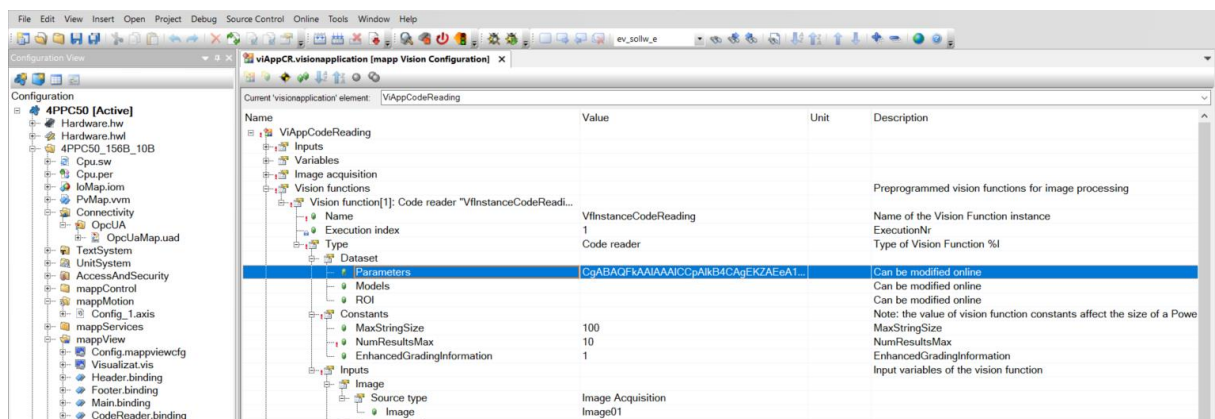 File Edit View Insert Open Project Debug Source Control Online Tools Window Help
ev_sollw_e
Configuration View
viAppCR.visionapplication [mapp Vision Configuration] X
Current 'visionapplication' element: ViAppCodeReading
Configuration
4PPC50 [Active]
Hardware.hw
Hardware.hwl
4PPC50_156B_10B
Cpu.sw
Cpu.per
IoMap.iom
PvMap.vvm
Connectivity
OpcUA
OpcUaMap.uad
TextSystem
UnitSystem
AccessAndSecurity
mappControl
mappMotion
Config_1.axis
mappServices
mappView
Config.mappviewcfg
Visualizat.vis
Header.binding
Footer.binding
Main.binding
CodeReader.binding
Name Value Unit Description
ViAppCodeReading
Inputs
Variables
Image acquisition
Vision functions Preprogrammed vision functions for image processing
Vision function[1]: Code reader "VfInstanceCodeReadi...
Name VfInstanceCodeReading Name of the Vision Function instance
Execution index 1 ExecutionNr
Type Code reader Type of Vision Function %I
Dataset
Parameters CgABAQFkAAIAAAICCpAlkB4CAgEKZAEeA1... Can be modified online
Models Can be modified online
ROI Can be modified online
Constants Note: the value of vision function constants affect the size of a Powe
MaxStringSize 100 MaxStringSize
NumResultsMax 10 NumResultsMax
EnhancedGradingInformation 1 EnhancedGradingInformation
Inputs Input variables of the vision function
Image
Source type Image Acquisition
Image Image01